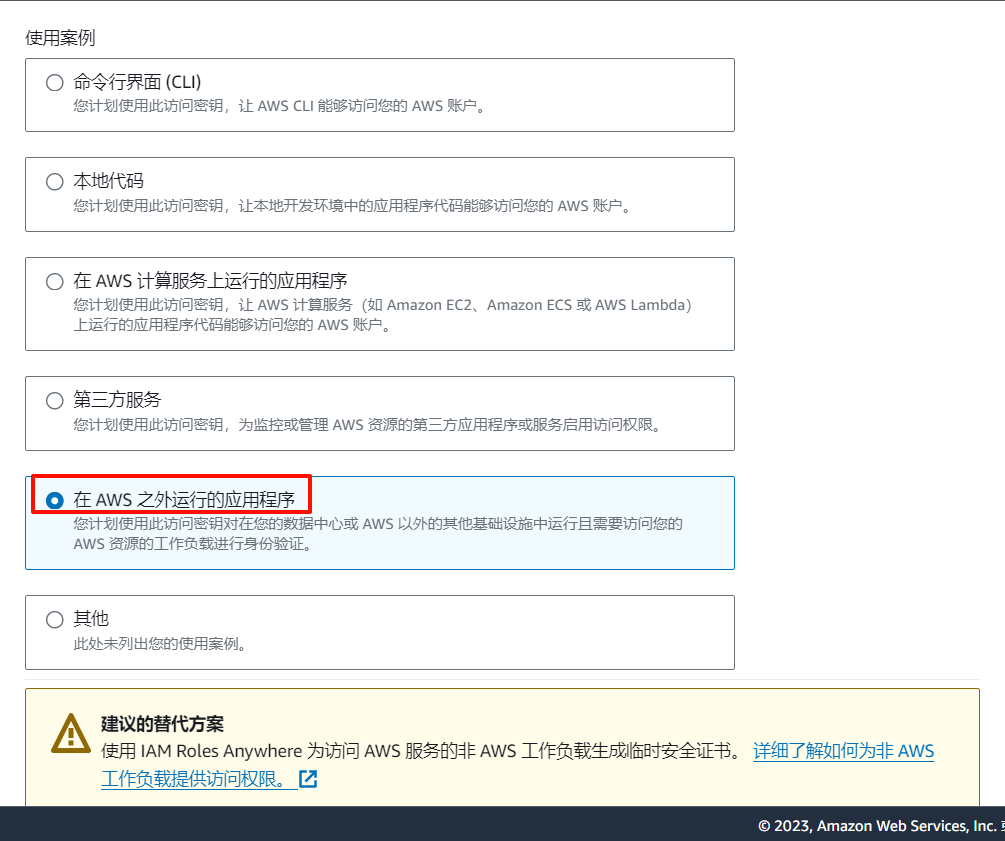 使用案例
命令行界面 (CLI)
您计划使用此访问密钥，让 AWS CLI 能够访问您的 AWS 账户。
本地代码
您计划使用此访问密钥，让本地开发环境中的应用程序代码能够访问您的 AWS 账户。
在 AWS 计算服务上运行的应用程序
您计划使用此访问密钥，让 AWS 计算服务（如 Amazon EC2、Amazon ECS 或 AWS Lambda）
上运行的应用程序代码能够访问您的 AWS 账户。
第三方服务
您计划使用此访问密钥，为监控或管理 AWS 资源的第三方应用程序或服务启用访问权限。
在 AWS 之外运行的应用程序
您计划使用此访问密钥对在您的数据中心或 AWS 以外的其他基础设施中运行且需要访问您的
AWS 资源的工作负载进行身份验证。
其他
此处未列出您的使用案例。
建议的替代方案
使用 IAM Roles Anywhere 为访问 AWS 服务的非 AWS 工作负载生成临时安全证书。 详细了解如何为非 AWS
工作负载提供访问权限。
© 2023, Amazon Web Services, Inc.